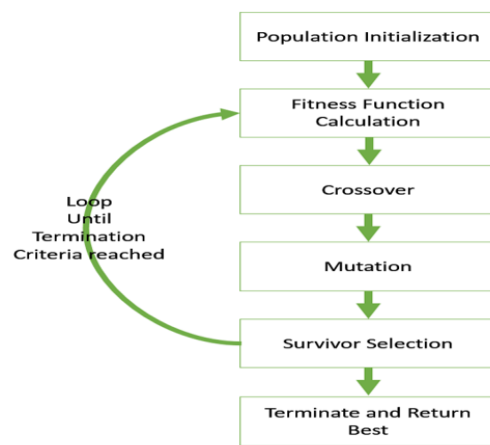 Population Initialization
Fitness Function
Calculation
Crossover
Loop
Until
Termination
Criteria reached
Mutation
Survivor Selection
Terminate and Return
Best